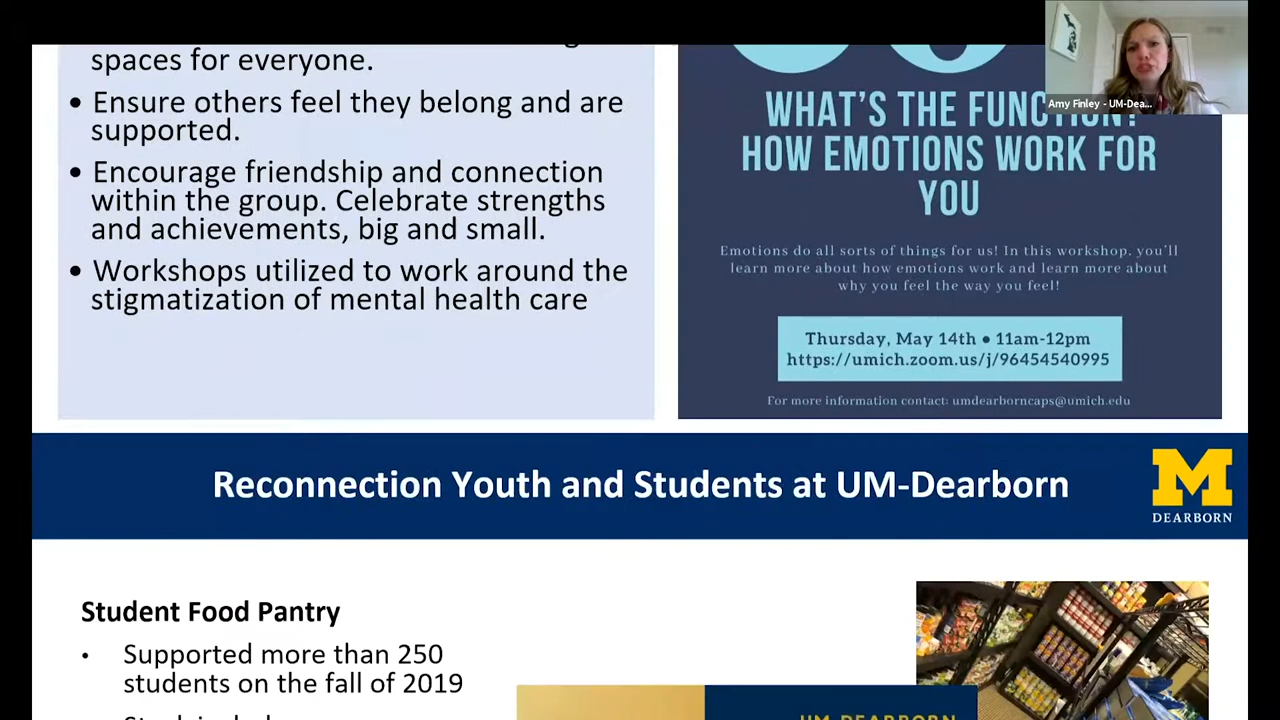 spaces for everyone.
• Ensure others feel they belong and are
supported.
• Encourage friendship and connection
within the group. Celebrate strengths
and achievements, big and small.
• Workshops utilized to work around the
stigmatization of mental health care
Amy Finley - UM-Dea...
WHAT'S THE FUNCTION?
HOW EMOTIONS WORK FOR
YOU
Emotions do all sorts of things for us! In this workshop, you'll
learn more about how emotions work and learn more about
why you feel the way you feel!
Thursday, May 14th • 11am-12pm
https://umich.zoom.us/j/96454540995
For more information contact: umdearborncaps@umich.edu
Reconnection Youth and Students at UM-Dearborn
M
DEARBORN
Student Food Pantry
• Supported more than 250
students on the fall of 2019
UM-DEARBORN